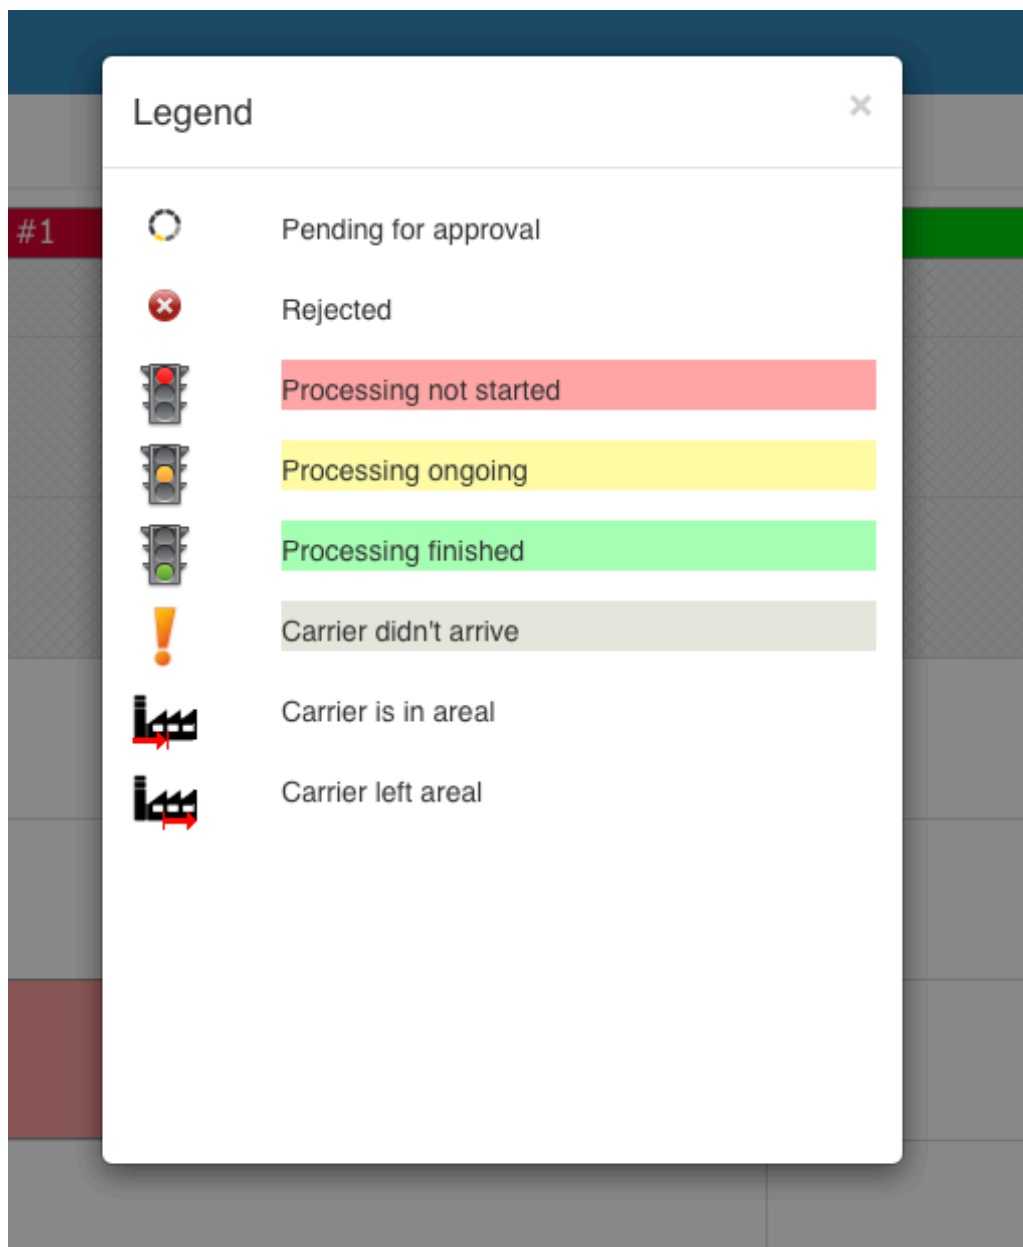 Legend
×
#1
Pending for approval
Rejected
Processing not started
Processing ongoing
Processing finished
Carrier didn't arrive
Carrier is in areal
Carrier left areal